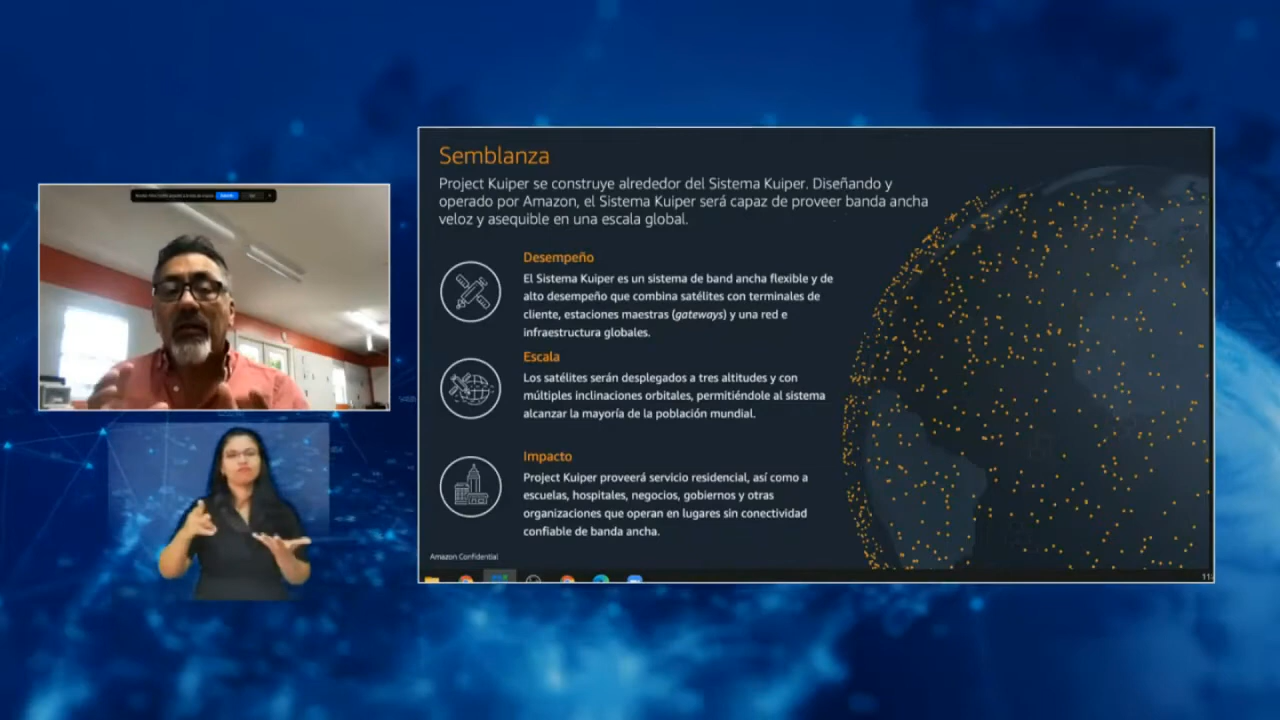 Semblanza
Project Kuiper se construye alrededor del Sistema Kuiper. Diseñando y
operado por Amazon, el Sistema Kuiper será capaz de proveer banda ancha
veloz y asequible en una escala global.
Desempeño
El Sistema Kuiper es un sistema de band ancha flexible y de
alto desempeño que combina satélites con terminales de
cliente, estaciones maestras (gateways) y una red e
infraestructura globales.
Escala
Los satélites serán desplegados a tres altitudes y con
múltiples inclinaciones orbitales, permitiéndole al sistema
alcanzar la mayoría de la población mundial.
Impacto
Project Kuiper proveerá servicio residencial, así como a
escuelas, hospitales, negocios, gobiernos y otras
organizaciones que operan en lugares sin conectividad
confiable de banda ancha.
Amazon Confidential